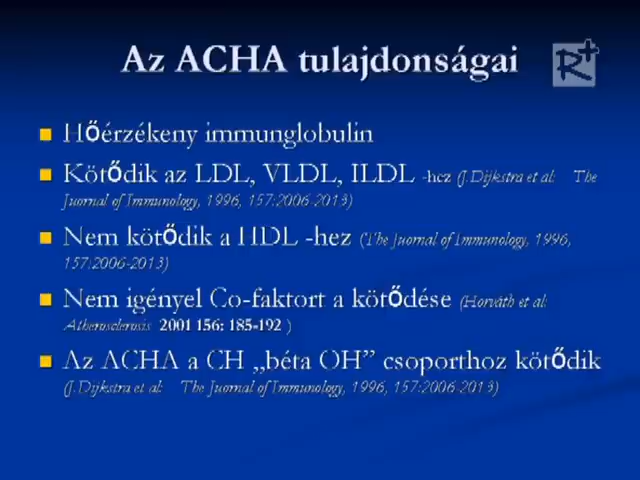 Az ACHA tulajdonságai
R+
Hőérzékeny immunglobulin
Kötődik az LDL, VLDL, ILDL -hez (J.Dijkstra et al: The
Juornal of Immunology, 1996, 157:2006-2013)
Nem kötődik a HDL -hez (The Juornal of Immunology, 1996,
157:2006-2013)
Nem igényel Co-faktort a kötődése (Horváth et al:
Atherosclerosis 2001 156: 185-192 )
Az ACHA a CH „béta OH” csoporthoz kötődik
(J.Dijkstra et al: The Juornal of Immunology, 1996, 157:2006-2013)